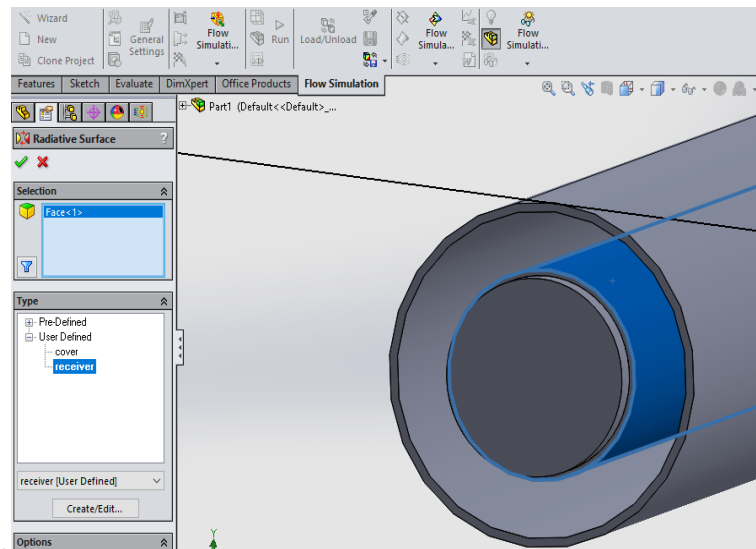 Wizard
New
Clone Project
General Settings
Flow Simulati...
Run
Load/Unload
Flow Simula...
Flow Simulati...
Features Sketch Evaluate DimXpert Office Products Flow Simulation
Part1 (Default<<Default>_...
Radiative Surface ?
Selection
Face<1>
Type
Pre-Defined
User Defined
cover
receiver
receiver [User Defined]
Create/Edit...
Options
Y